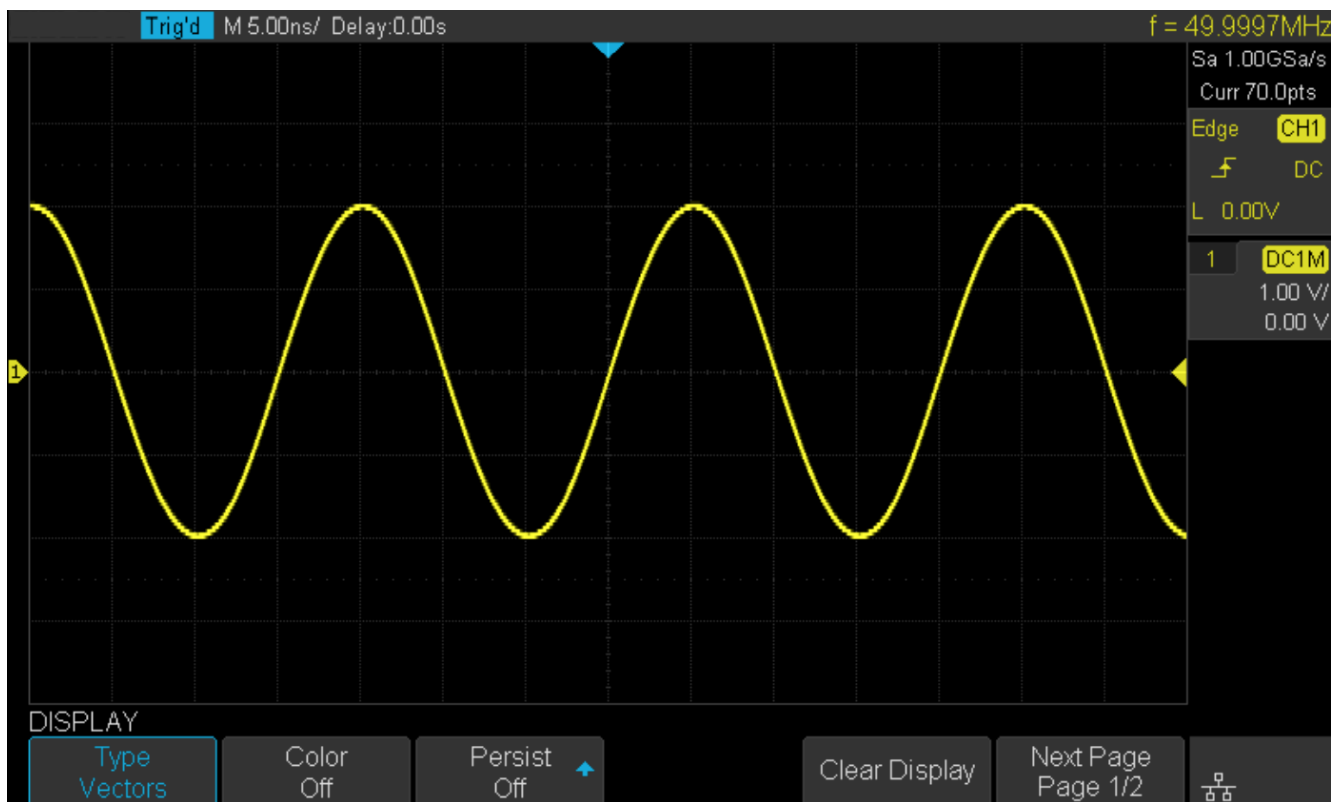 Trig'd M 5.00ns/ Delay:0.00s f = 49.9997MHz
Sa 1.00GSa/s
Curr 70.0pts
Edge CH1
DC
L 0.00V
1 DC1M
1.00 V/
0.00 V
1
DISPLAY
Type
Vectors
Color
Off
Persist
Off
Clear Display
Next Page
Page 1/2